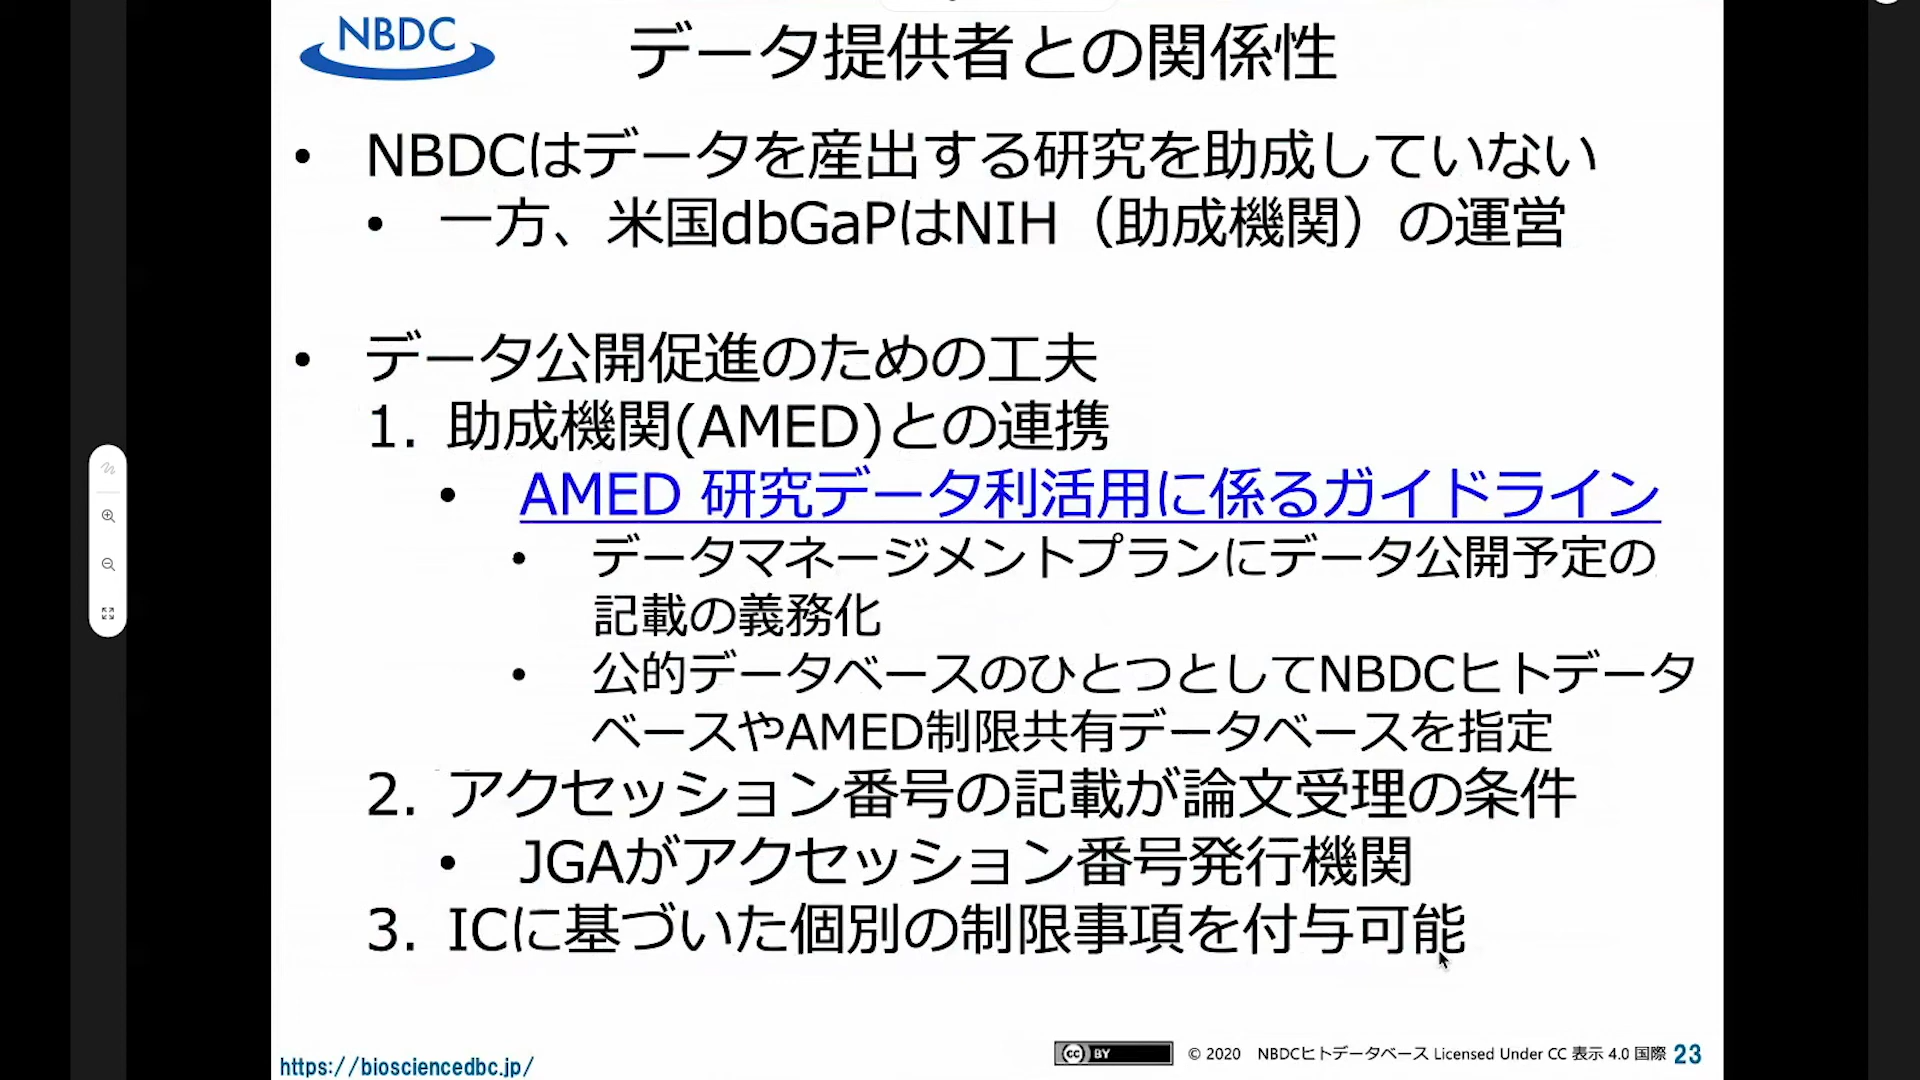 NBDC
データ提供者との関係性
• NBDCはデータを産出する研究を助成していない
• 一方、米国dbGaPはNIH（助成機関）の運営
• データ公開促進のための工夫
1. 助成機関(AMED)との連携
• AMED 研究データ利活用に係るガイドライン
• データマネージメントプランにデータ公開予定の
記載の義務化
• 公的データベースのひとつとしてNBDCヒトデータ
ベースやAMED制限共有データベースを指定
2. アクセッション番号の記載が論文受理の条件
• JGAがアクセッション番号発行機関
3. ICに基づいた個別の制限事項を付与可能
https://biosciencedbc.jp/
cc BY © 2020 NBDCヒトデータベース Licensed Under CC 表示 4.0 国際 23